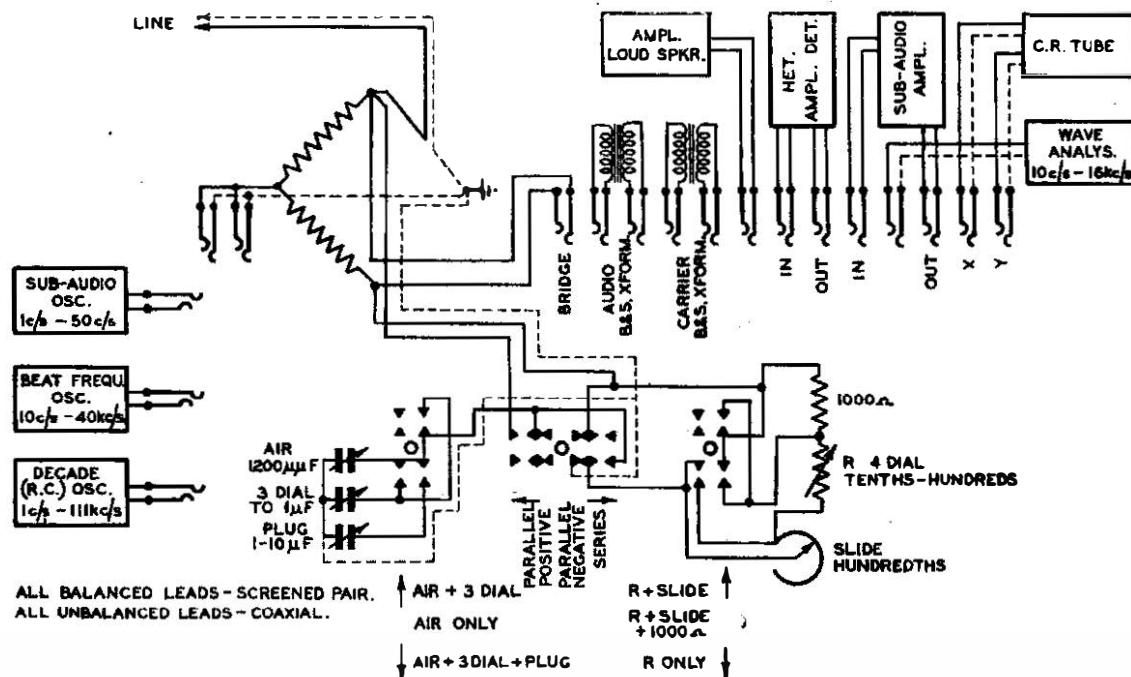 LINE
AMPL.
LOUD SPKR.
HET.
AMPL. DET.
SUB-AUDIO
AMPL.
C.R. TUBE
WAVE
ANALYS.
10c/s - 16kc/s
BRIDGE
AUDIO
B.&S. XFORM.
CARRIER
B.&S. XFORM.
IN
OUT
IN
OUT
X
Y
SUB-AUDIO
OSC.
1c/s - 50c/s
BEAT FREQU.
OSC.
10c/s - 40kc/s
DECADE
(R.C.) OSC.
1c/s - 111kc/s
AIR
1200μμF
3 DIAL
TO 1μF
PLUG
1-10μF
PARALLEL
POSITIVE
PARALLEL
NEGATIVE
SERIES
1000Ω
R 4 DIAL
TENTHS-HUNDREDS
SLIDE
HUNDREDTHS
ALL BALANCED LEADS - SCREENED PAIR.
ALL UNBALANCED LEADS - COAXIAL.
AIR + 3 DIAL
AIR ONLY
AIR + 3DIAL + PLUG
R + SLIDE
R + SLIDE
+ 1000Ω
R ONLY